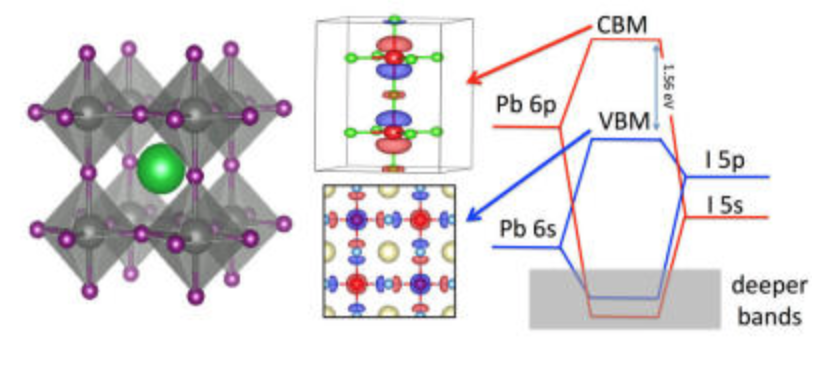 CBM
1.56 eV
Pb 6p
VBM
I 5p
I 5s
Pb 6s
deeper
bands